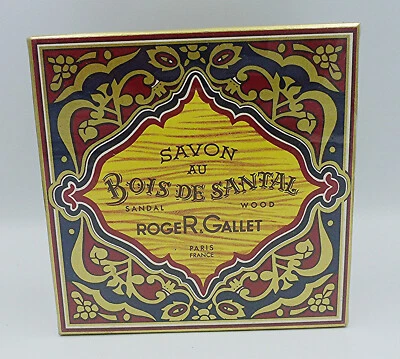 SAVON
AU
BOIS DE SANTAL
SANDAL WOOD
ROGER.GALLET
PARIS
FRANCE